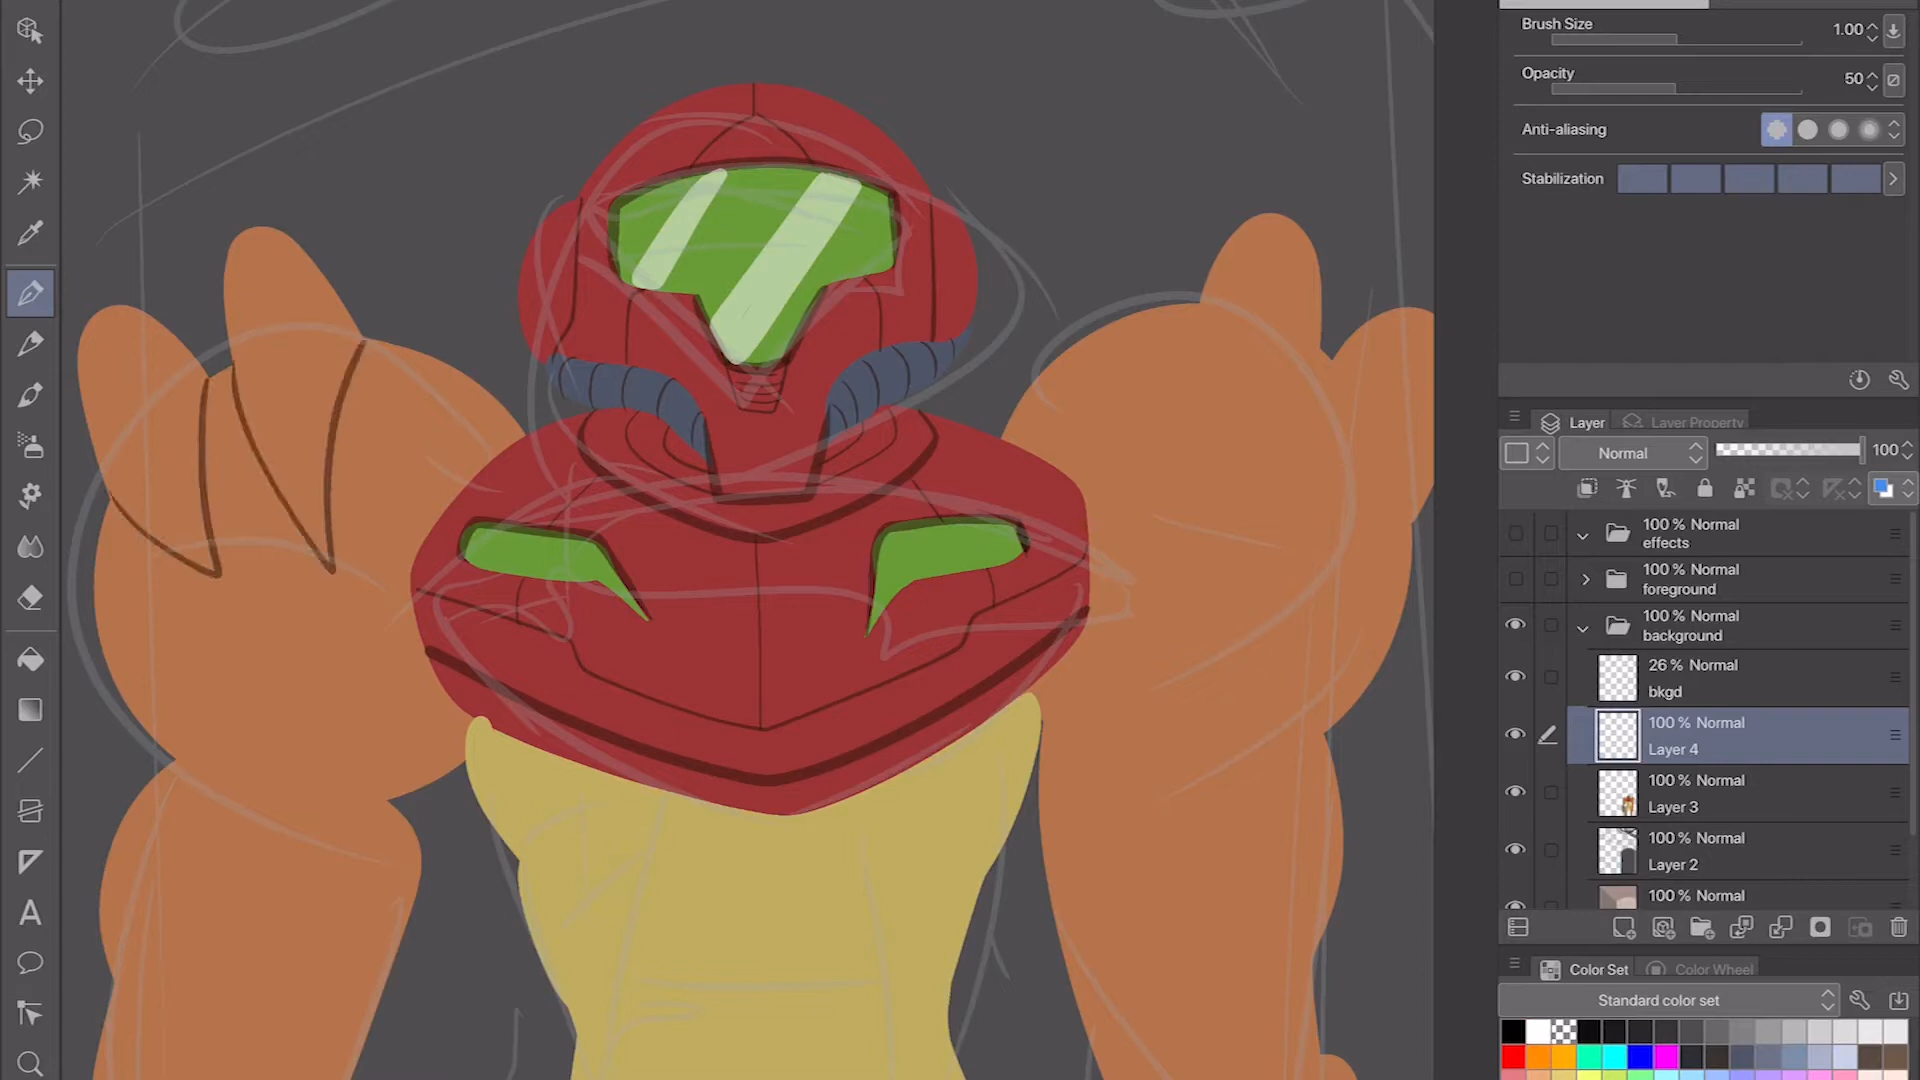 Brush Size
1.00
Opacity
50
Anti-aliasing
Stabilization
Layer
Layer Property
Normal
100
100 % Normal
effects
100 % Normal
foreground
100 % Normal
background
26 % Normal
bkgd
100 % Normal
Layer 4
100 % Normal
Layer 3
100 % Normal
Layer 2
100 % Normal
Color Set
Color Wheel
Standard color set